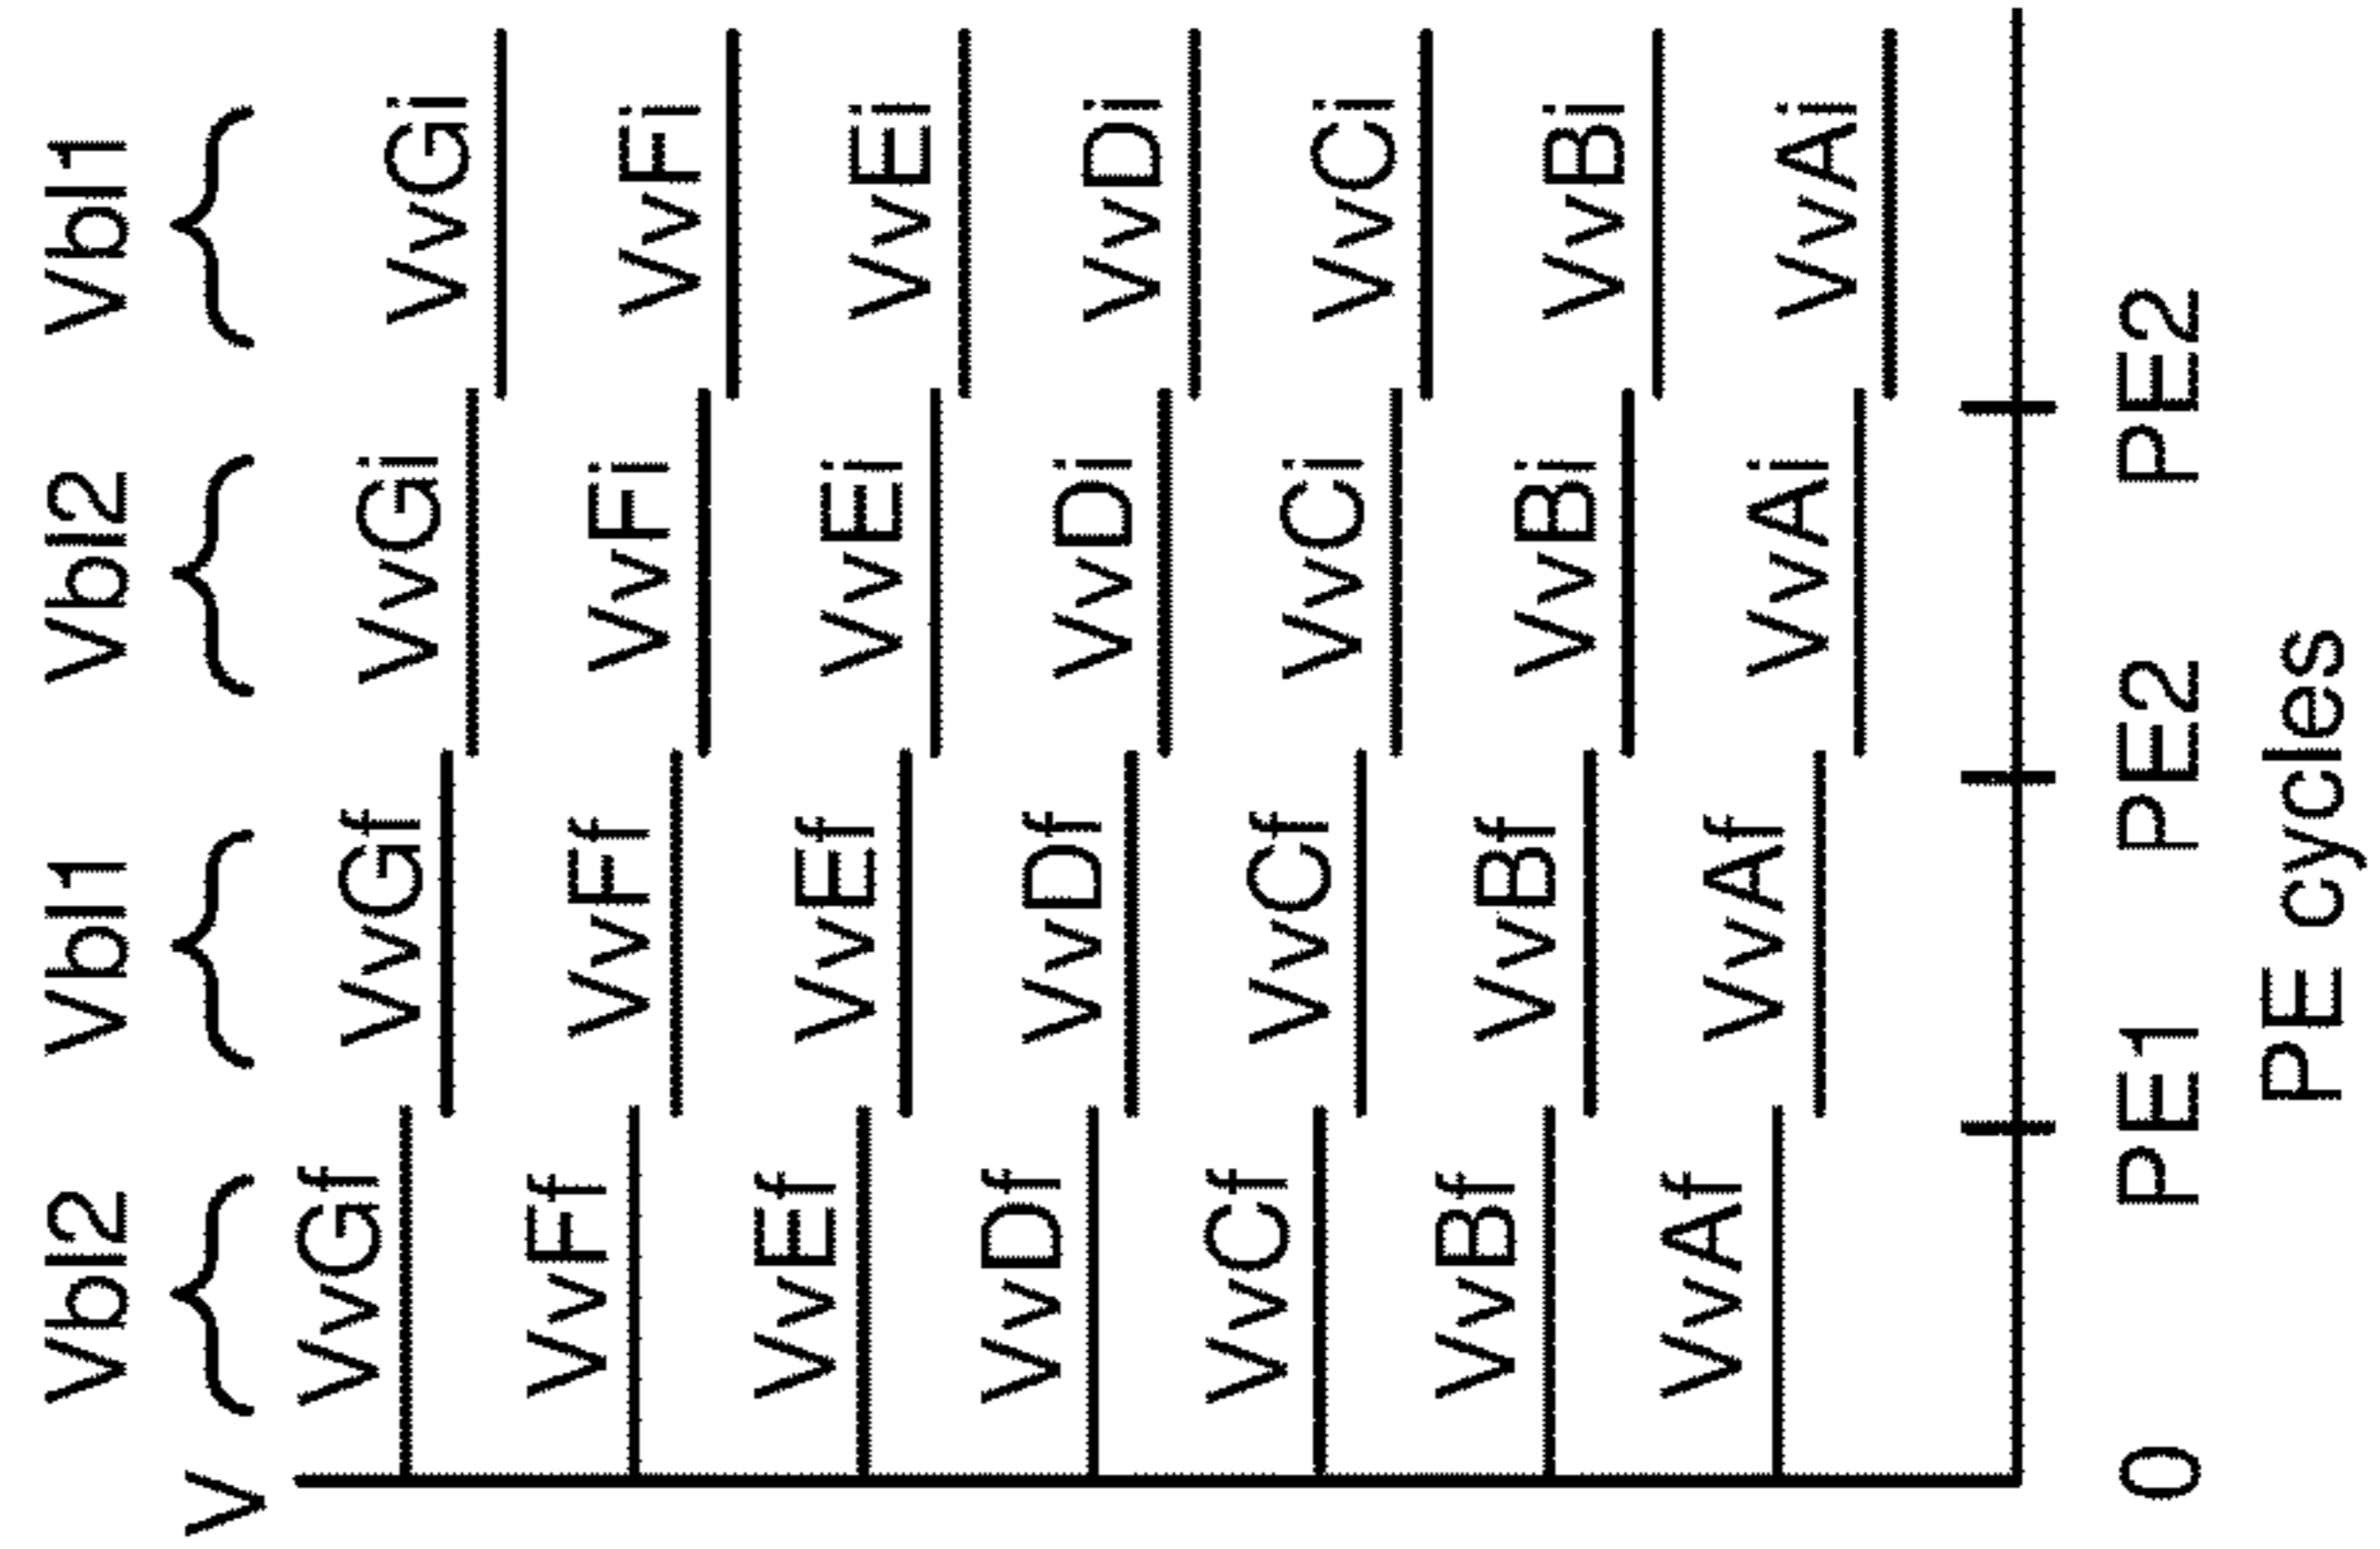 Vbl2 Vbl1 Vbl2 Vbl1
V
VvGf VvGf VvGi VvGi
VvFf VvFf VvFi VvFi
VvEf VvEf VvEi VvEi
VvDf VvDf VvDi VvDi
VvCf VvCf VvCi VvCi
VvBf VvBf VvBi VvBi
VvAf VvAf VvAi VvAi
0 PE1 PE2 PE2
PE cycles